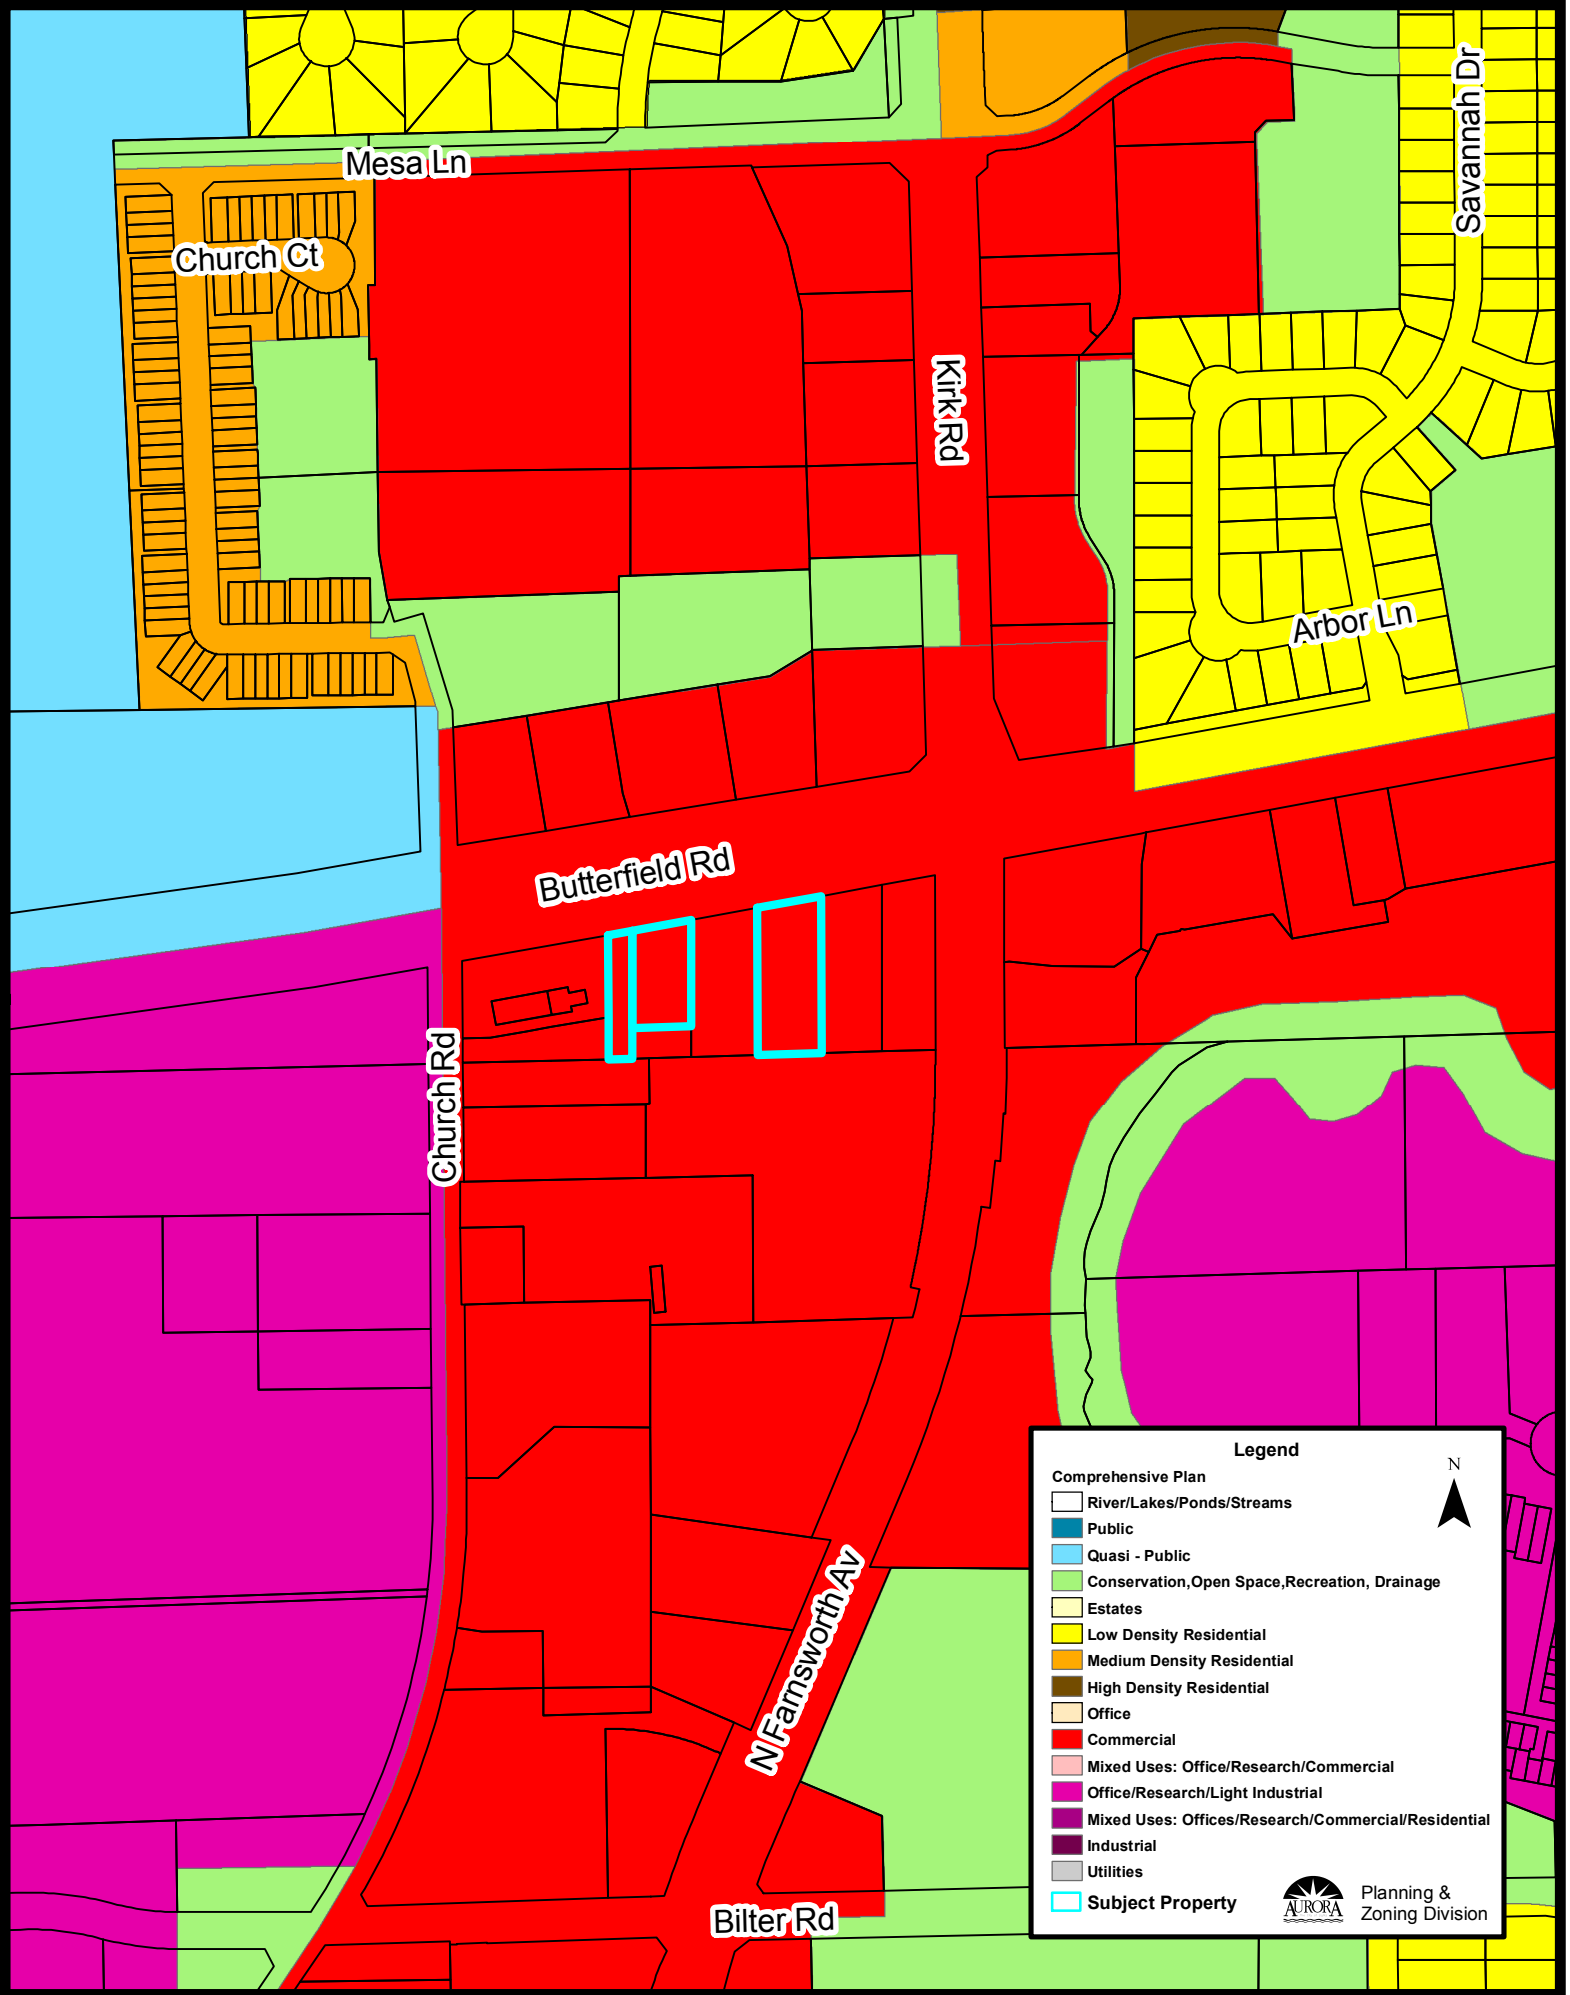 Savannah Dr
Mesa Ln
Church Ct
Kirk Rd
Arbor Ln
Butterfield Rd
Church Rd
N Farnsworth Av
Bilter Rd
Legend
N
Comprehensive Plan
River/Lakes/Ponds/Streams
Public
Quasi - Public
Conservation,Open Space,Recreation, Drainage
Estates
Low Density Residential
Medium Density Residential
High Density Residential
Office
Commercial
Mixed Uses: Office/Research/Commercial
Office/Research/Light Industrial
Mixed Uses: Offices/Research/Commercial/Residential
Industrial
Utilities
Subject Property
AURORA
Planning &
Zoning Division